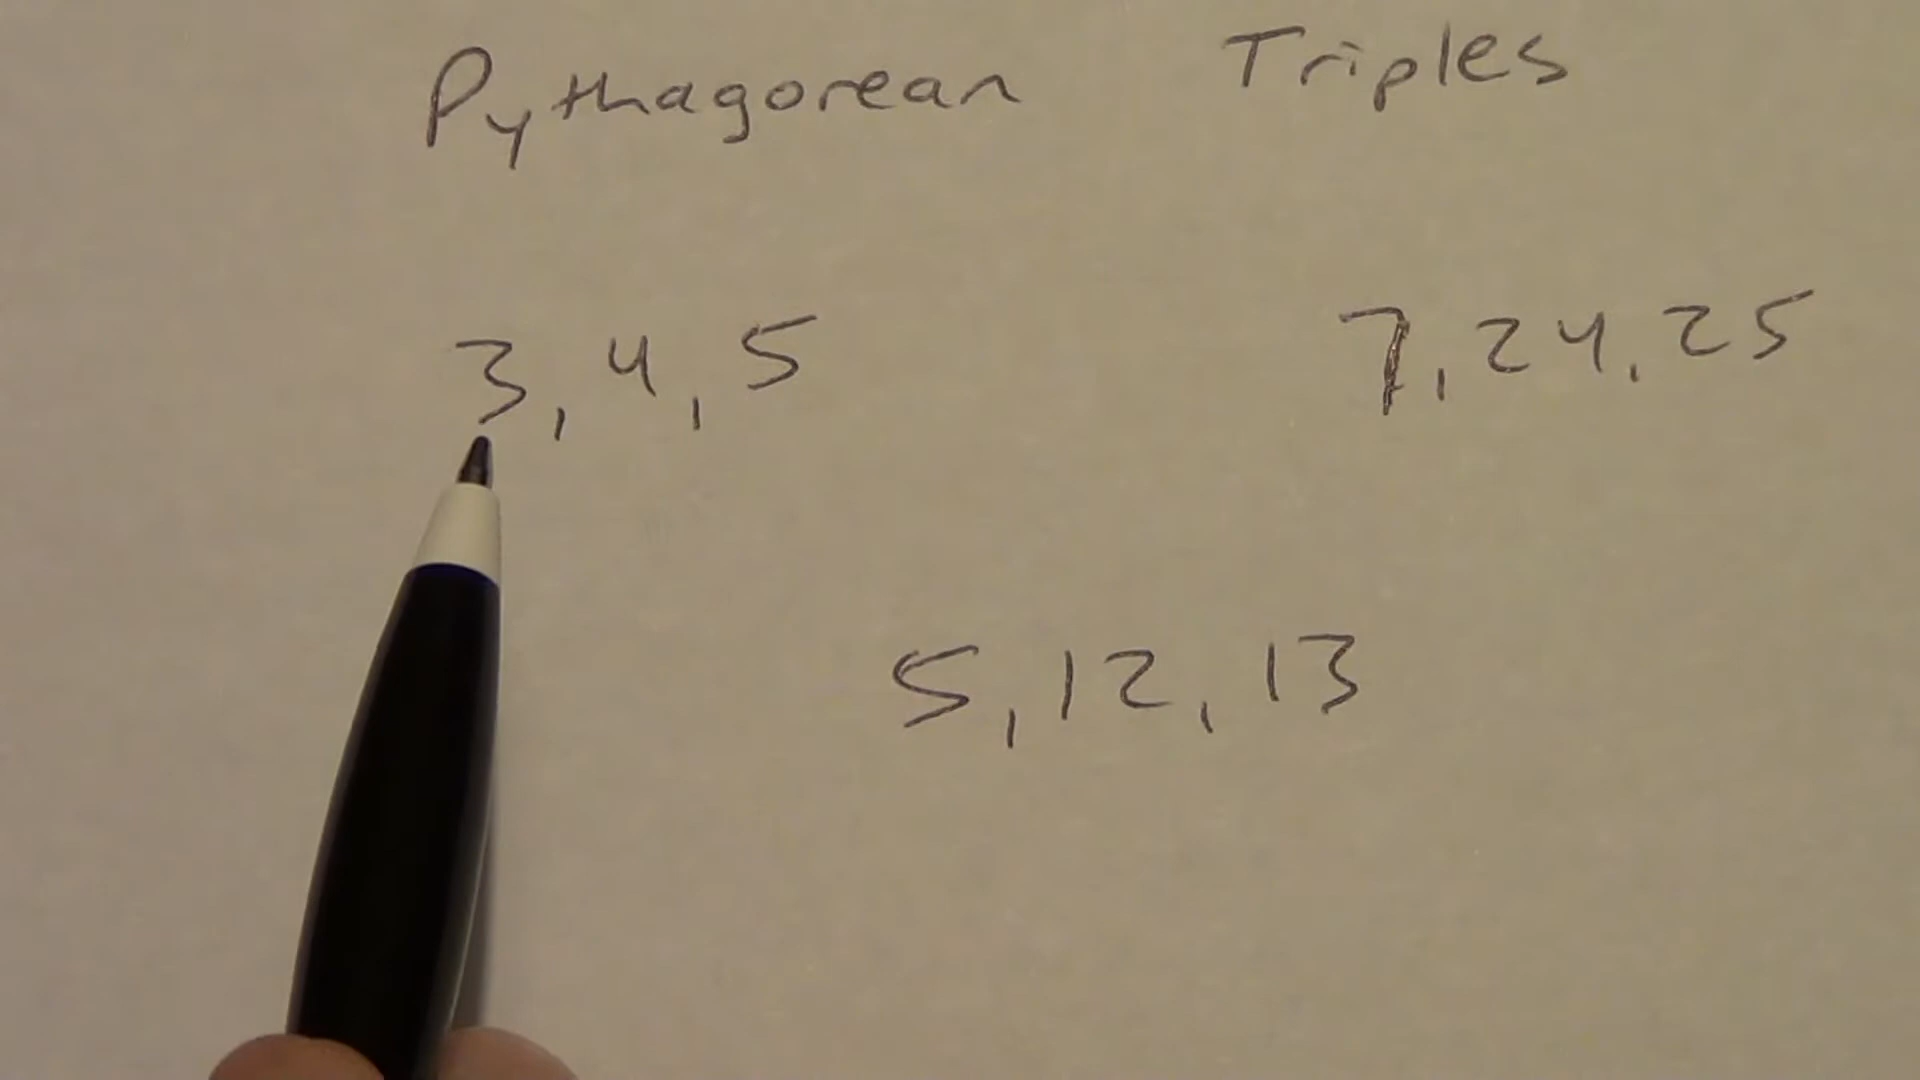 Pythagorean Triples
3, 4, 5
7, 24, 25
5, 12, 13